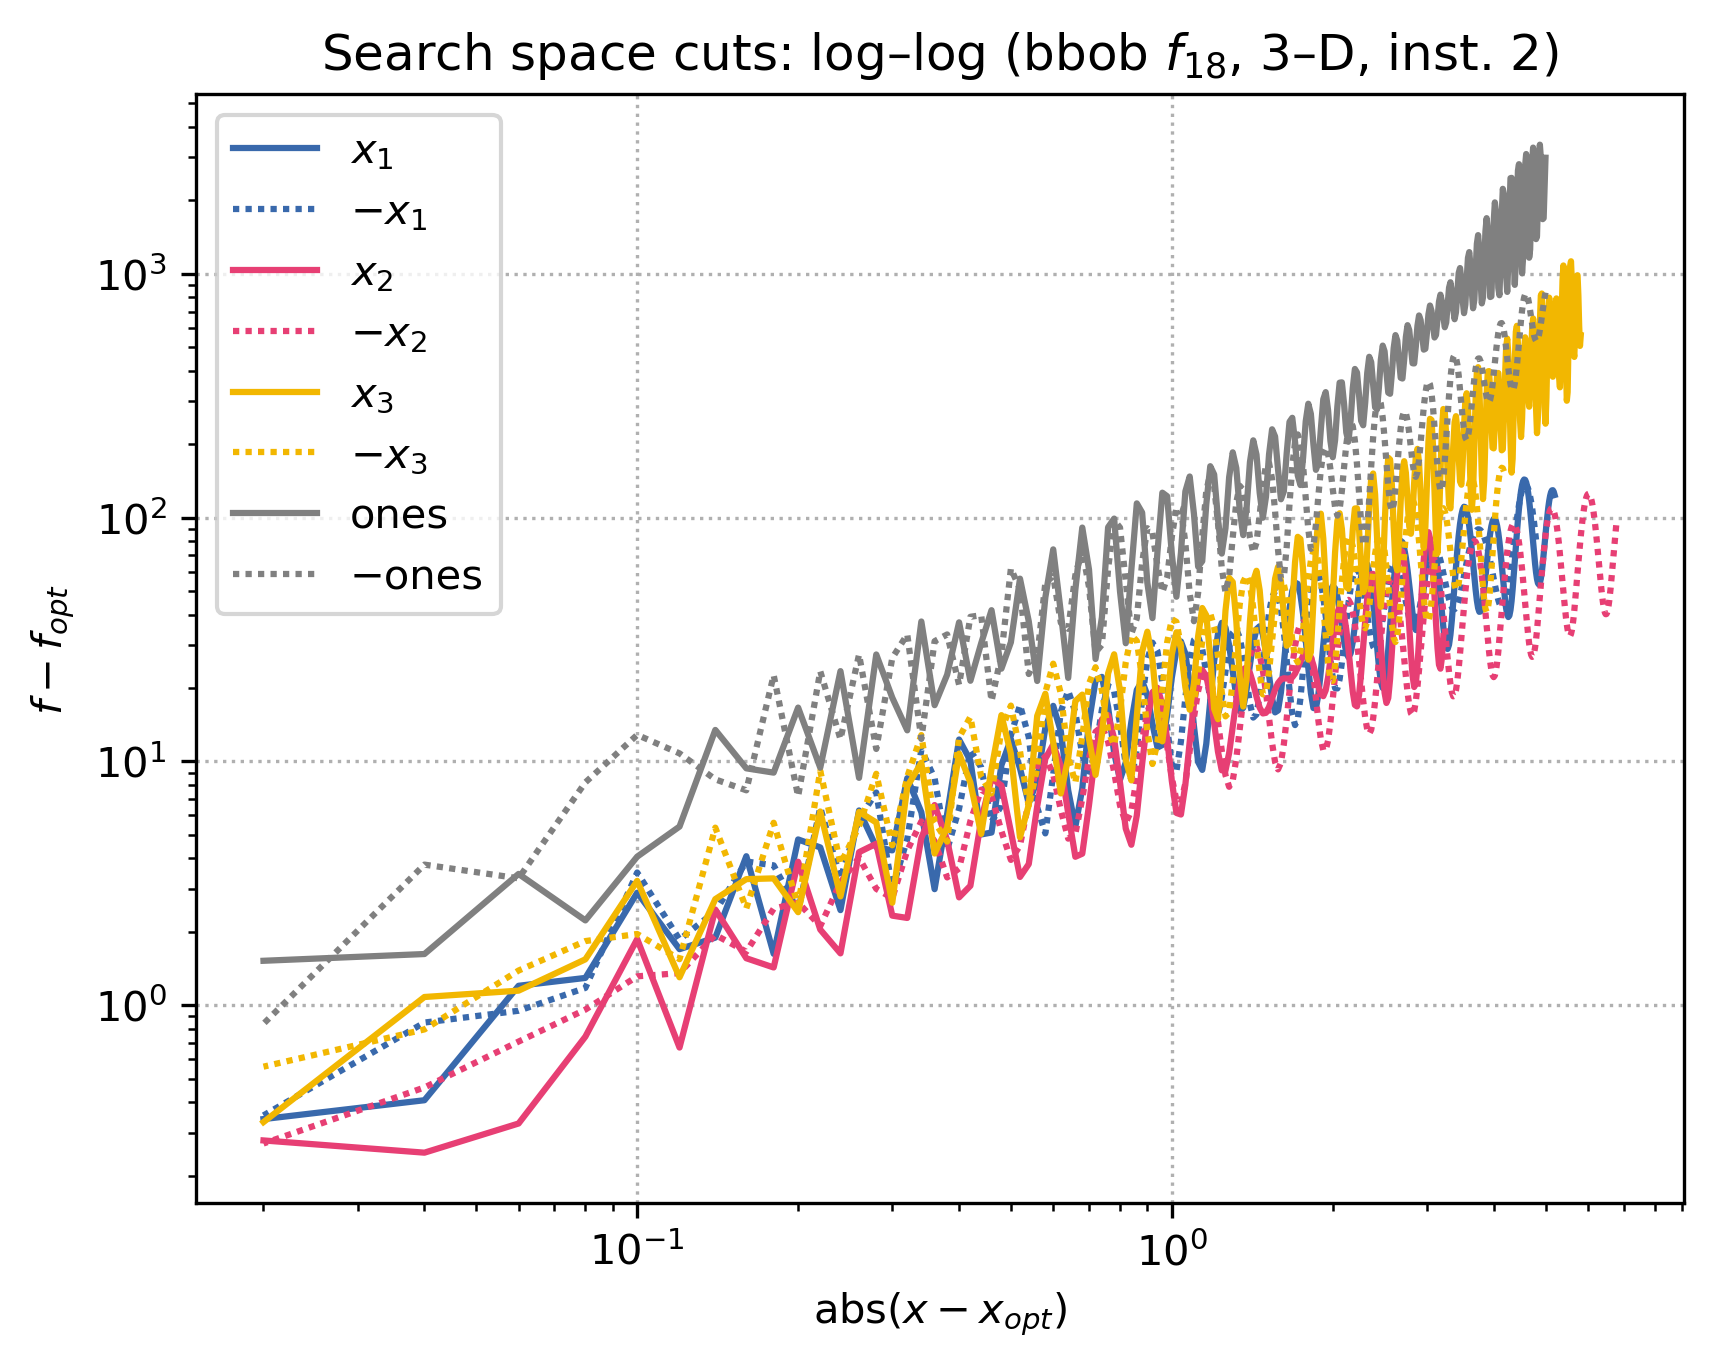 Search space cuts: log–log (bbob f18, 3–D, inst. 2)
x1
−x1
x2
−x2
x3
−x3
ones
−ones
10^3
10^2
10^1
10^0
f − fopt
10^−1
10^0
abs(x − xopt)